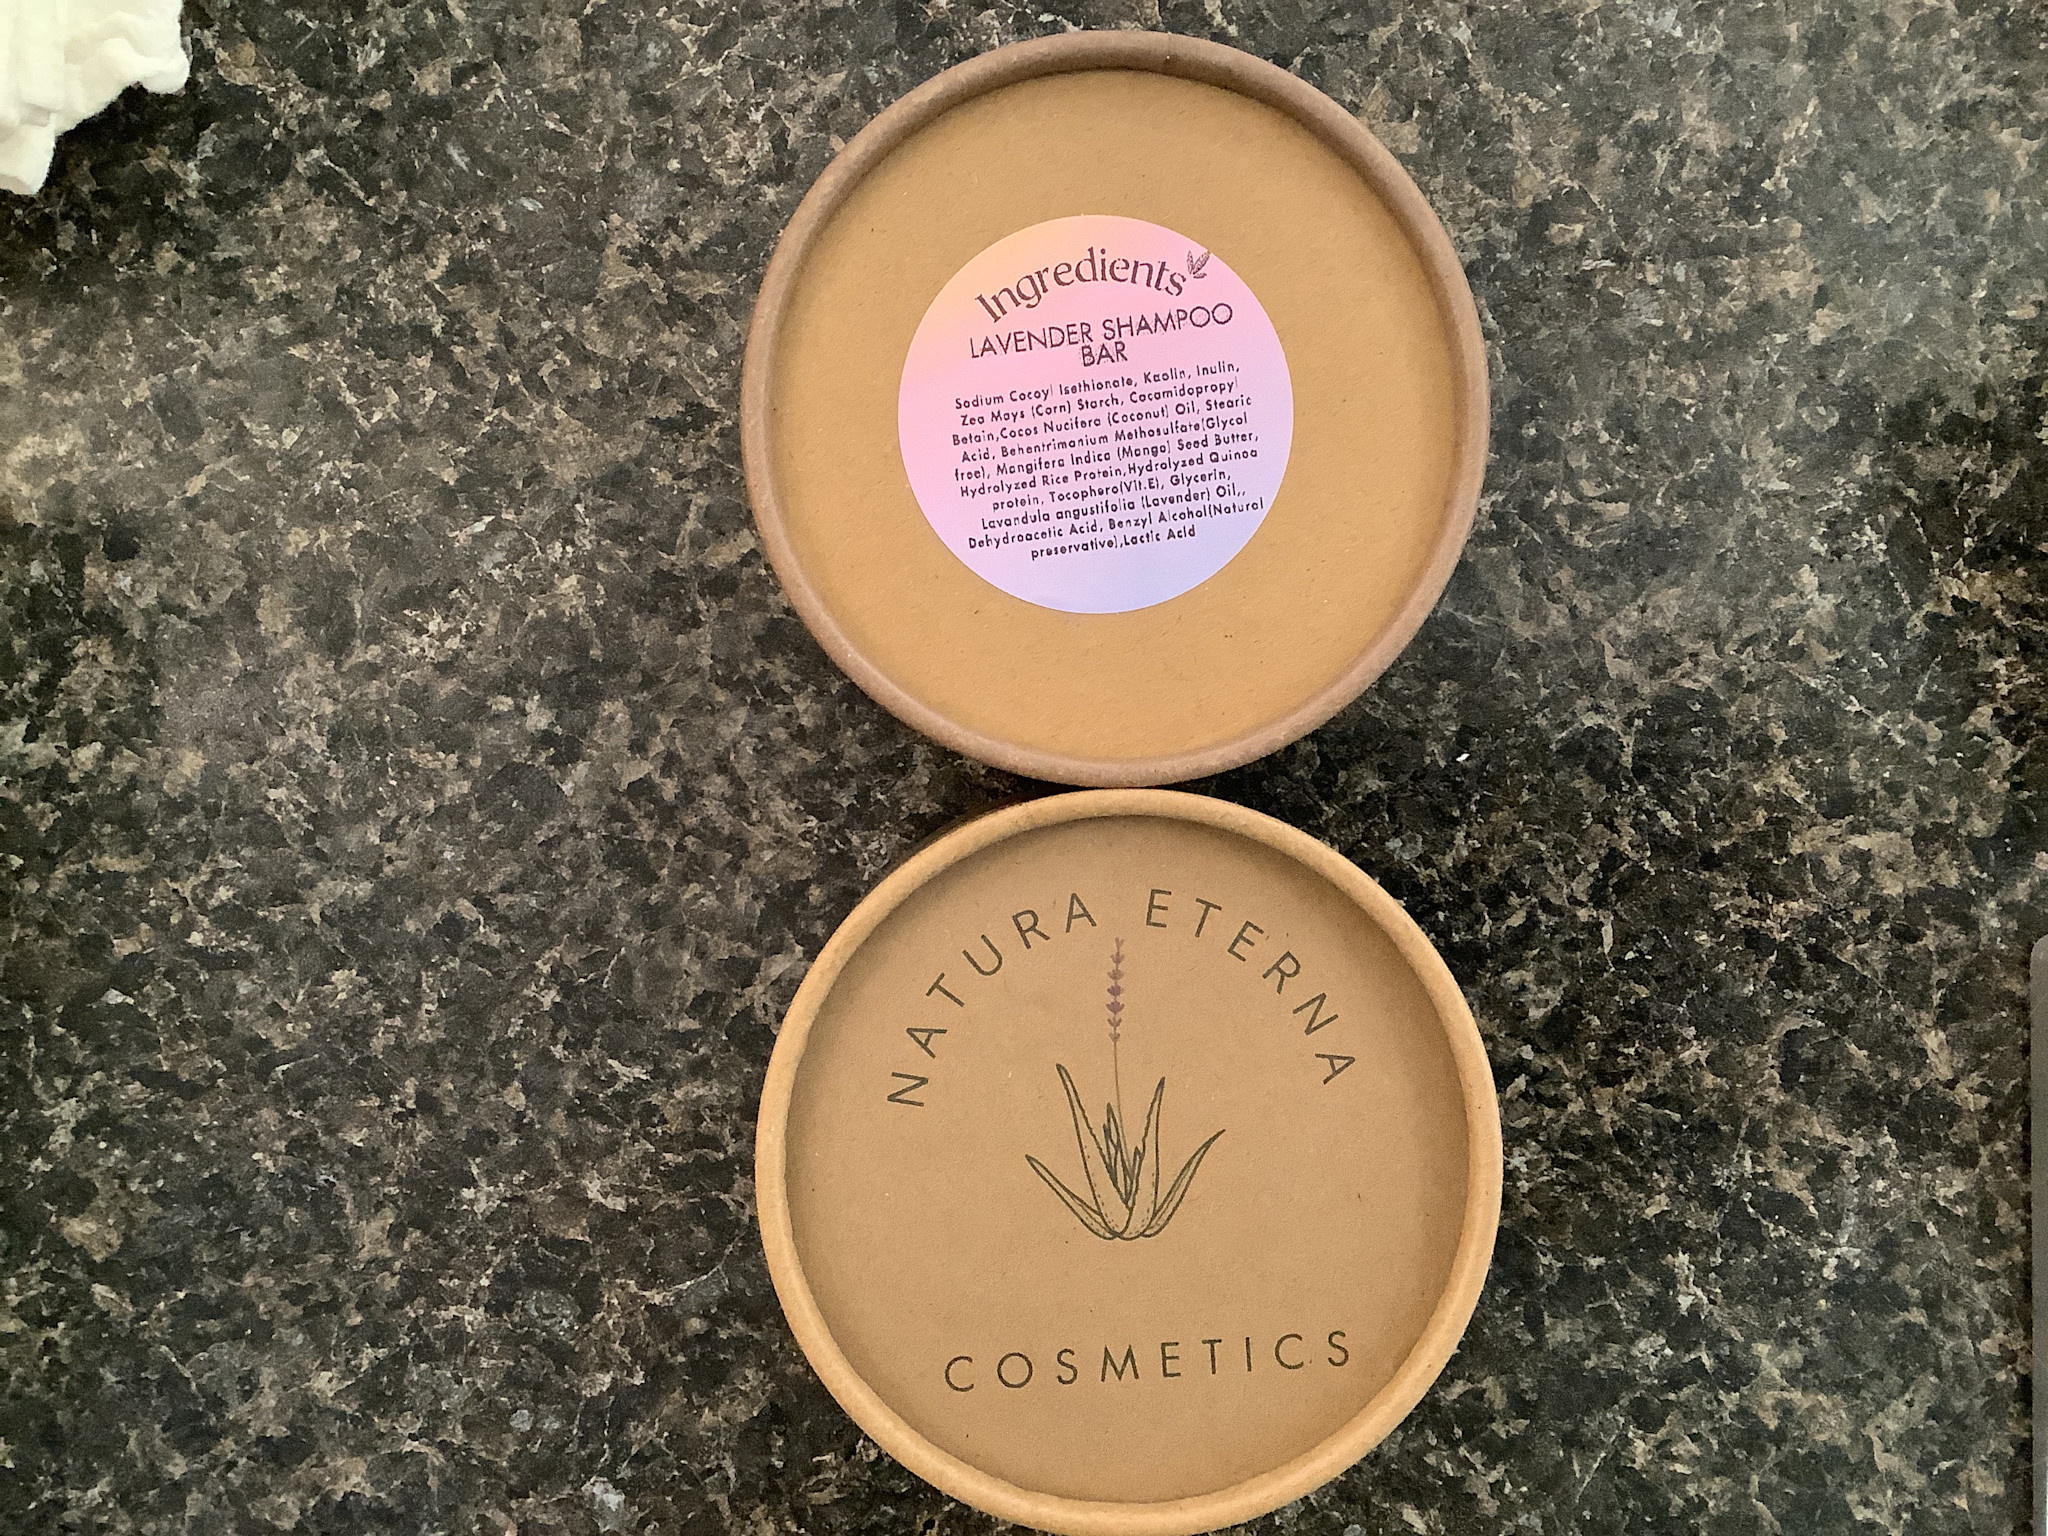 Ingredients
LAVENDER SHAMPOO
BAR
Sodium Cocoyl Isethionate, Kaolin, Inulin,
Zea Mays (Corn) Starch, Cocamidopropyl
Betain,Cocos Nucifera (Coconut) Oil, Stearic
Acid, Behentrimonium Methosulfate(Glycol
free), Mangifera Indica (Mango) Seed Butter,
Hydrolyzed Rice Protein,Hydrolyzed Quinoa
protein, Tocophero(Vit.E), Glycerin,
Lavandula angustifolia (Lavender) Oil,,
Dehydroacetic Acid, Benzyl Alcohol(Natural
preservative),Lactic Acid
NATURA ETERNA
COSMETICS